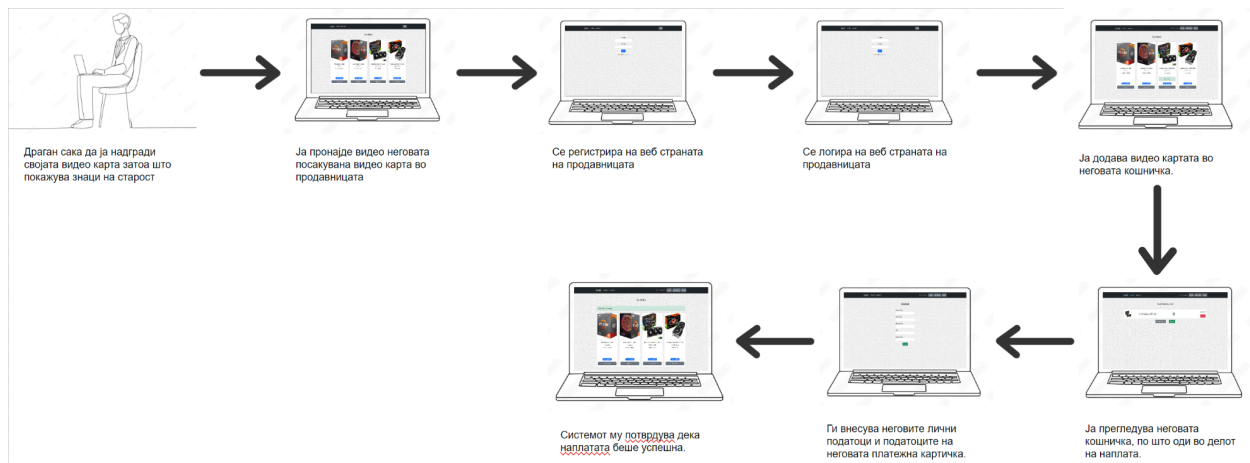 Драган сака да ја надгради
својата видео карта затоа што
покажува знаци на старост
Ја пронајде видео неговата
посакувана видео карта во
продавницата
Се регистрира на веб страната
на продавницата
Се логира на веб страната на
продавницата
Ја додава видео картата во
неговата кошничка.
Ја прегледува неговата
кошничка, по што оди во делот
на наплата.
Ги внесува неговите лични
податоци и податоците на
неговата платежна картичка.
Системот му потврдува дека
наплатата беше успешна.